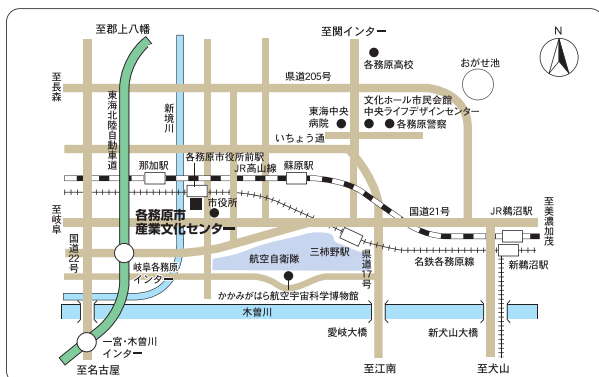 至郡上八幡
至関インター
N
各務原高校
おがせ池
至長森
県道205号
東海北陸自動車道
新境川
文化ホール市民会館
東海中央
病院
中央ライフデザインセンター
各務原警察
いちょう通
那加駅
各務原市役所前駅
JR高山線
蘇原駅
市役所
至岐阜
各務原市
産業文化センター
国道21号
JR鵜沼駅
至美濃加茂
国道22号
岐阜各務原
インター
航空自衛隊
三柿野駅
県道17号
名鉄各務原線
新鵜沼駅
かかみがはら航空宇宙科学博物館
木曽川
愛岐大橋
新犬山大橋
一宮・木曽川
インター
至名古屋
至江南
至犬山